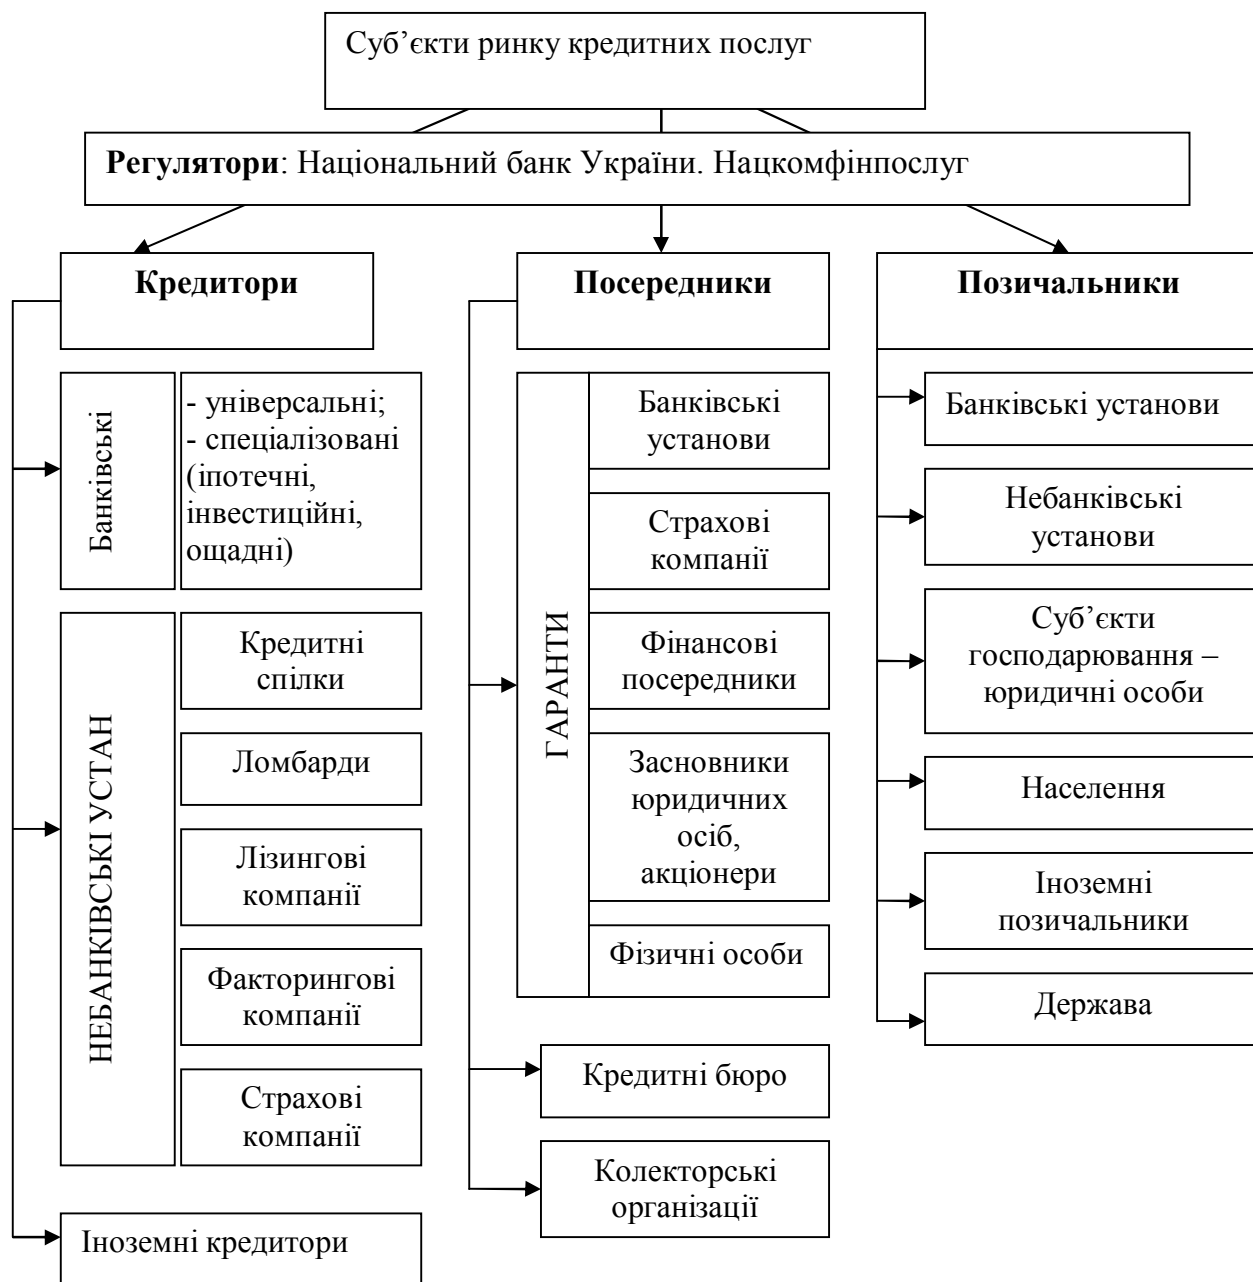 Суб’єкти ринку кредитних послуг
Регулятори: Національний банк України. Нацкомфінпослуг
Кредитори
Банківські
- універсальні;
- спеціалізовані
(іпотечні,
інвестиційні,
ощадні)
НЕБАНКІВСЬКІ УСТАН
Кредитні
спілки
Ломбарди
Лізингові
компанії
Факторингові
компанії
Страхові
компанії
Іноземні кредитори
Посередники
ГАРАНТИ
Банківські
установи
Страхові
компанії
Фінансові
посередники
Засновники
юридичних
осіб,
акціонери
Фізичні особи
Кредитні бюро
Колекторські
організації
Позичальники
Банківські установи
Небанківські
установи
Суб’єкти
господарювання –
юридичні особи
Населення
Іноземні
позичальники
Держава